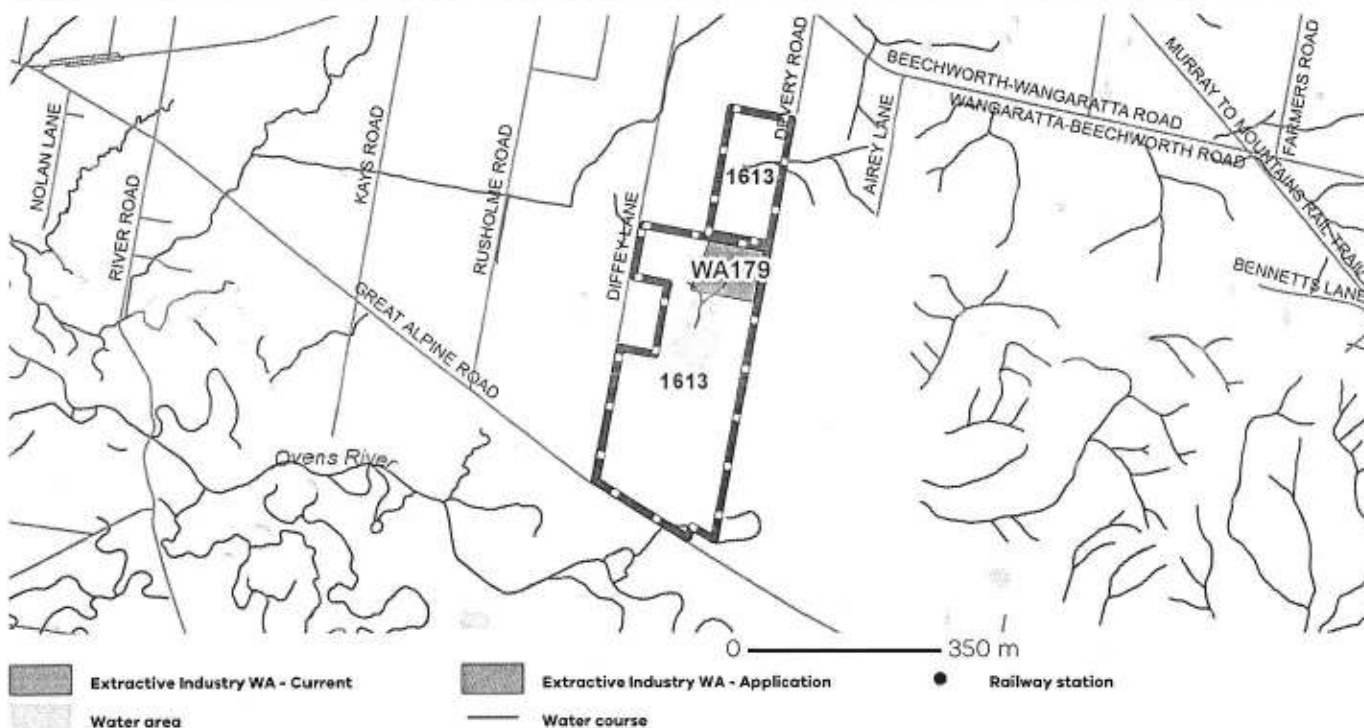 NOLAN LANE
RIVER ROAD
KAYS ROAD
RUSHOLME ROAD
DIFFEY LANE
DEVERY ROAD
AIREY LANE
BEECHWORTH-WANGARATTA ROAD
WANGARATTA-BEECHWORTH ROAD
MURRAY TO MOUNTAINS RAIL TRAIL
FARMERS ROAD
BENNETTS LANE
1613
WA179
1613
GREAT ALPINE ROAD
Ovens River
0 350 m
Extractive Industry WA - Current
Extractive Industry WA - Application
Railway station
Water area
Water course